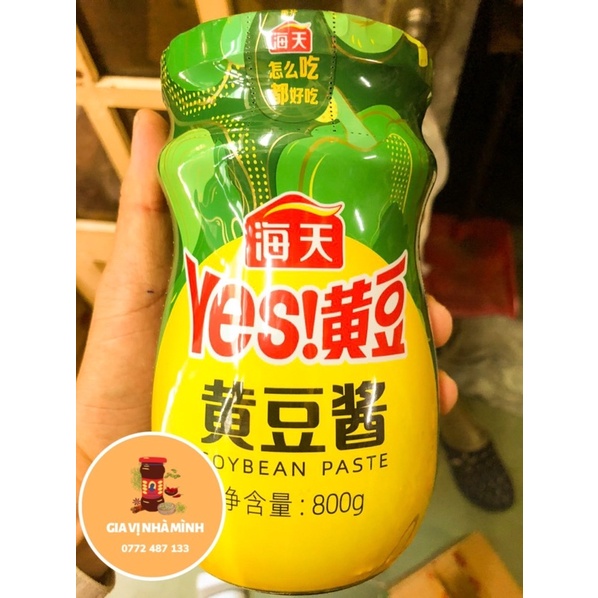 海天
怎么吃
都好吃
海天
Yes!黄豆
黄豆酱
SOYBEAN PASTE
净含量：800g
GIA VỊ NHÀ MÌNH
0772 487 133